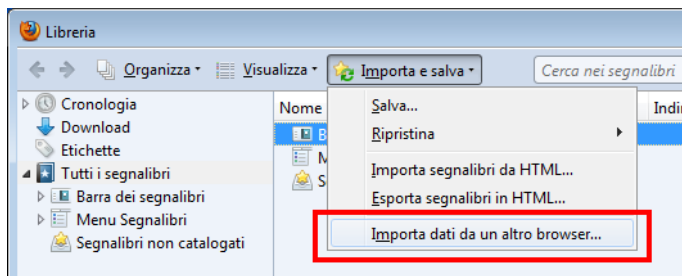 Libreria
Organizza Visualizza Importa e salva Cerca nei segnalibri
Cronologia
Download
Etichette
Tutti i segnalibri
Barra dei segnalibri
Menu Segnalibri
Segnalibri non catalogati
Nome Indi
B
M
S
Salva...
Ripristina
Importa segnalibri da HTML...
Esporta segnalibri in HTML...
Importa dati da un altro browser...